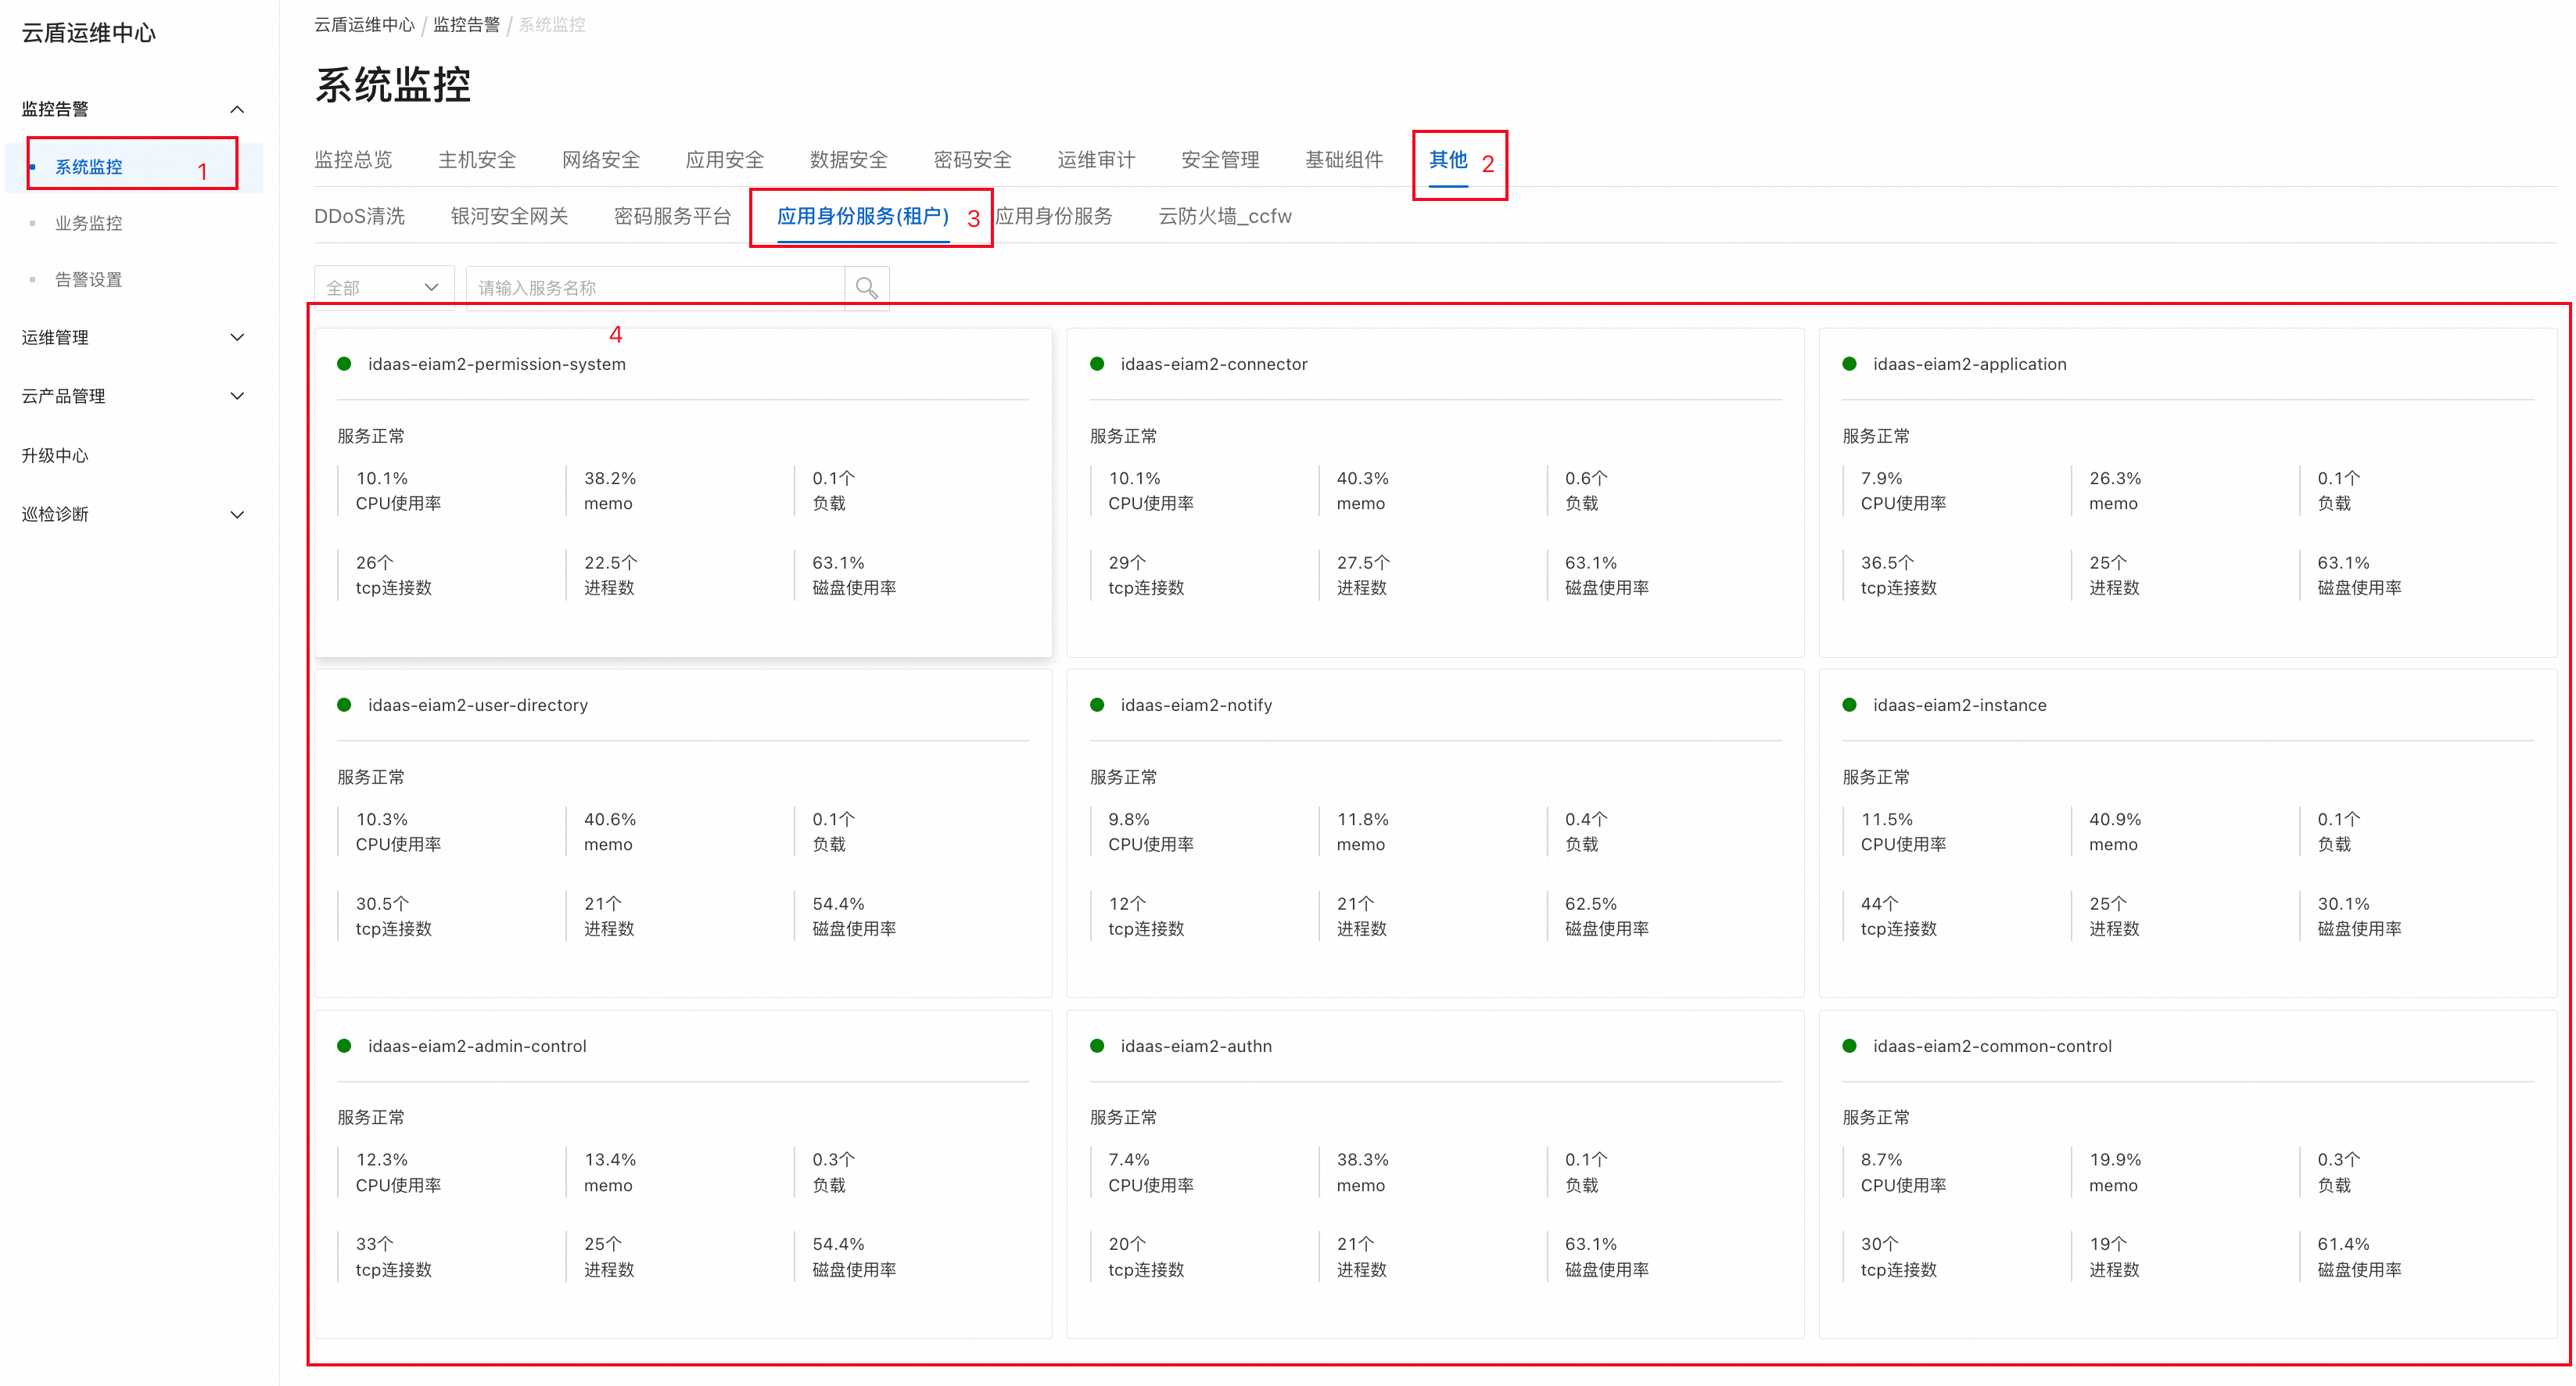 云盾运维中心
监控告警
系统监控 1
业务监控
告警设置
运维管理
云产品管理
升级中心
巡检诊断
云盾运维中心 / 监控告警 / 系统监控
系统监控
监控总览 主机安全 网络安全 应用安全 数据安全 密码安全 运维审计 安全管理 基础组件 其他 2
DDoS清洗 银河安全网关 密码服务平台 应用身份服务(租户) 3 应用身份服务 云防火墙_ccfw
全部 请输入服务名称
4
idaas-eiam2-permission-system
服务正常
10.1% 38.2% 0.1个
CPU使用率 memo 负载
26个 22.5个 63.1%
tcp连接数 进程数 磁盘使用率
idaas-eiam2-connector
服务正常
10.1% 40.3% 0.6个
CPU使用率 memo 负载
29个 27.5个 63.1%
tcp连接数 进程数 磁盘使用率
idaas-eiam2-application
服务正常
7.9% 26.3% 0.1个
CPU使用率 memo 负载
36.5个 25个 63.1%
tcp连接数 进程数 磁盘使用率
idaas-eiam2-user-directory
服务正常
10.3% 40.6% 0.1个
CPU使用率 memo 负载
30.5个 21个 54.4%
tcp连接数 进程数 磁盘使用率
idaas-eiam2-notify
服务正常
9.8% 11.8% 0.4个
CPU使用率 memo 负载
12个 21个 62.5%
tcp连接数 进程数 磁盘使用率
idaas-eiam2-instance
服务正常
11.5% 40.9% 0.1个
CPU使用率 memo 负载
44个 25个 30.1%
tcp连接数 进程数 磁盘使用率
idaas-eiam2-admin-control
服务正常
12.3% 13.4% 0.3个
CPU使用率 memo 负载
33个 25个 54.4%
tcp连接数 进程数 磁盘使用率
idaas-eiam2-authn
服务正常
7.4% 38.3% 0.1个
CPU使用率 memo 负载
20个 21个 63.1%
tcp连接数 进程数 磁盘使用率
idaas-eiam2-common-control
服务正常
8.7% 19.9% 0.3个
CPU使用率 memo 负载
30个 19个 61.4%
tcp连接数 进程数 磁盘使用率